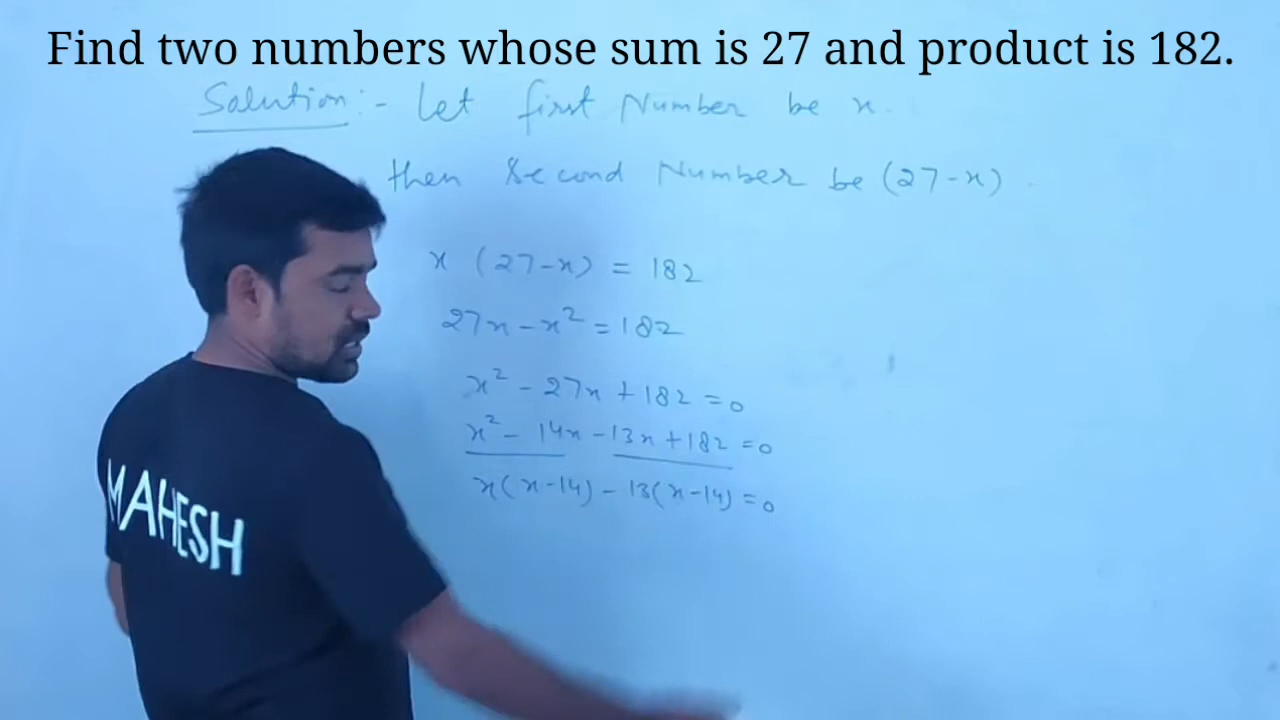 Find two numbers whose sum is 27 and product is 182.
Solution:- Let first Number be x.
then Second Number be (27-x).
x (27-x) = 182
27x - x² = 182
x² - 27x + 182 = 0
x² - 14x - 13x + 182 = 0
x(x-14) - 13(x-14) = 0
MAHESH